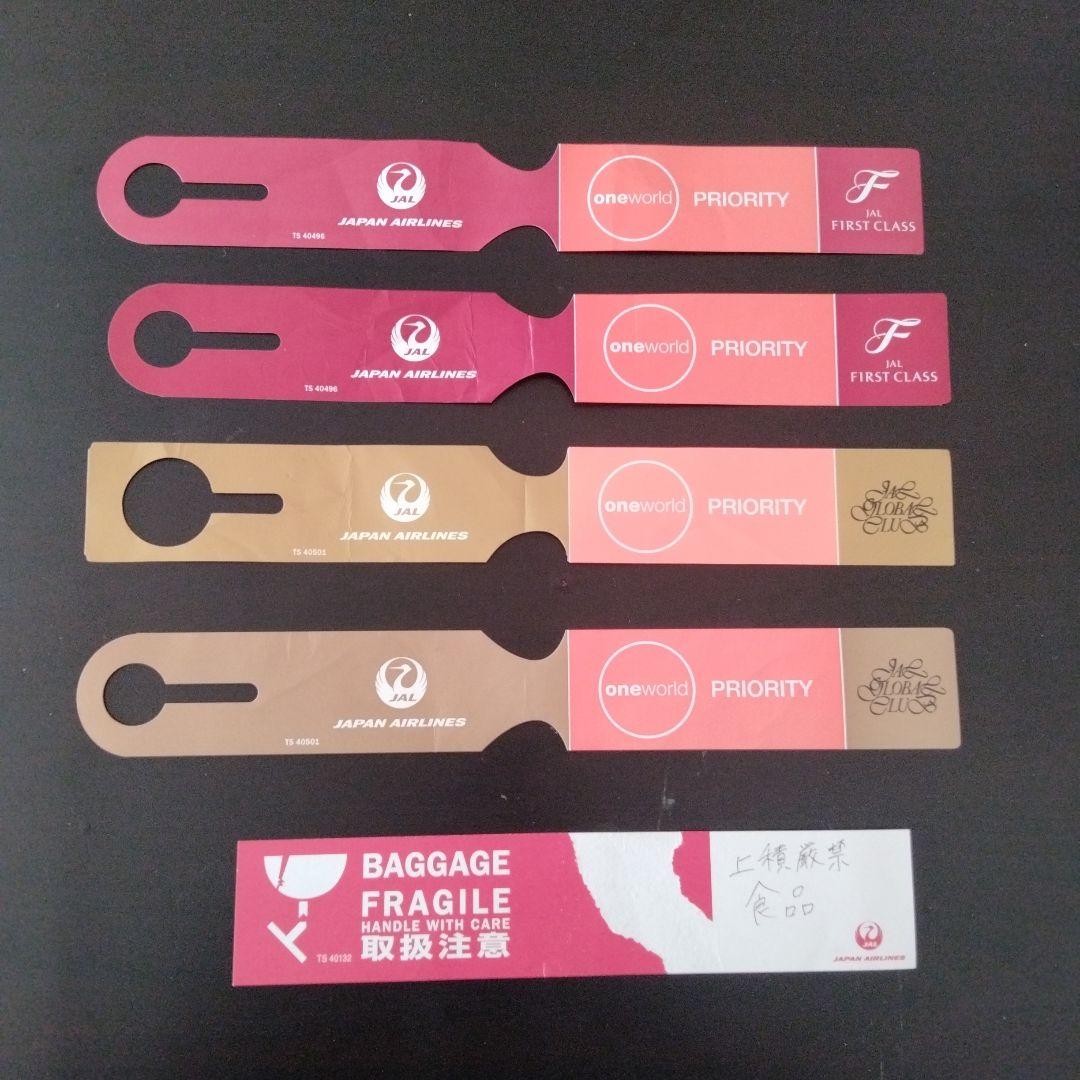 JAL
JAPAN AIRLINES
TS 40496
oneworld PRIORITY
F
JAL
FIRST CLASS
JAL
JAPAN AIRLINES
TS 40496
oneworld PRIORITY
F
JAL
FIRST CLASS
JAL
JAPAN AIRLINES
TS 40501
oneworld PRIORITY
JAL
GLOBAL
CLUB
JAL
JAPAN AIRLINES
TS 40501
oneworld PRIORITY
JAL
GLOBAL
CLUB
BAGGAGE
FRAGILE
HANDLE WITH CARE
取扱注意
TS 40132
上積厳禁
食品
JAL
JAPAN AIRLINES